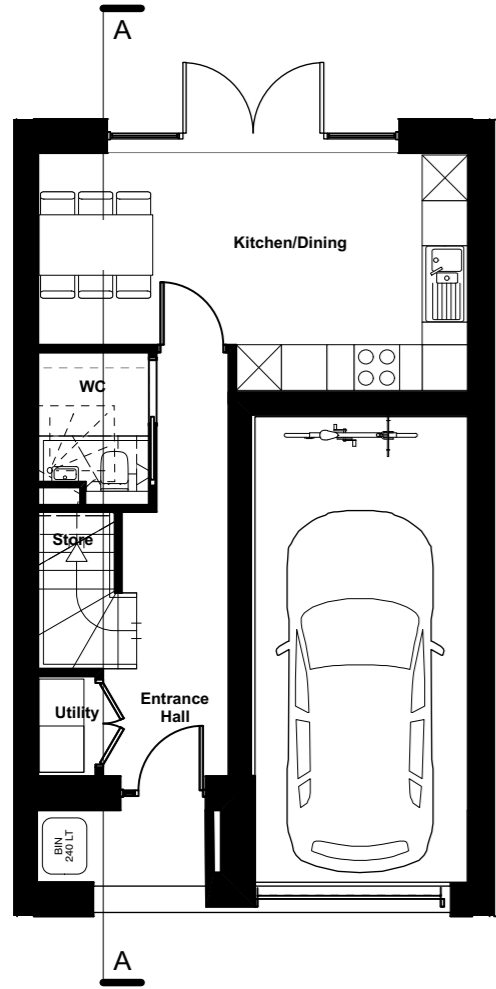 A
Kitchen/Dining
WC
Store
Utility
Entrance
Hall
BIN
240 LT
A